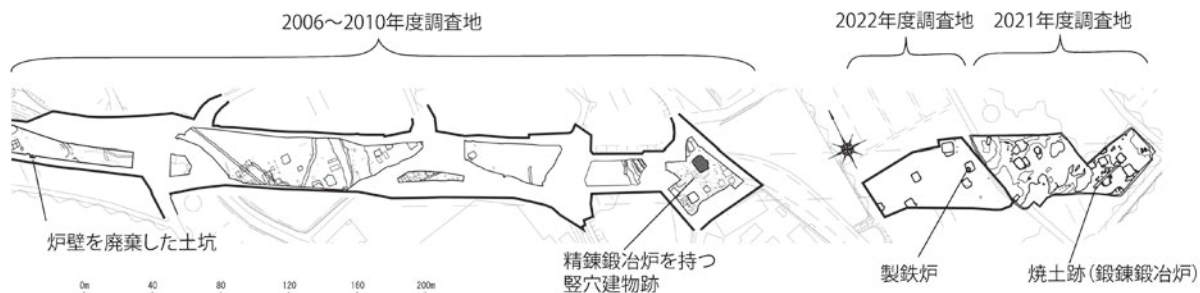 2006～2010年度調査地
2022年度調査地
2021年度調査地
炉壁を廃棄した土坑
精錬鍛冶炉を持つ
竪穴建物跡
製鉄炉
焼土跡（鍛錬鍛冶炉）
0m 40 80 120 160 200m